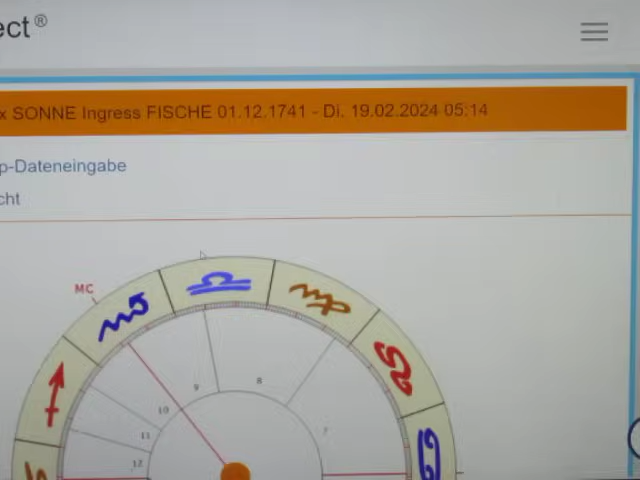 ect®
x SONNE Ingress FISCHE 01.12.1741 - Di. 19.02.2024 05:14
p-Dateneingabe
cht
MC
9
8
10
7
11
12